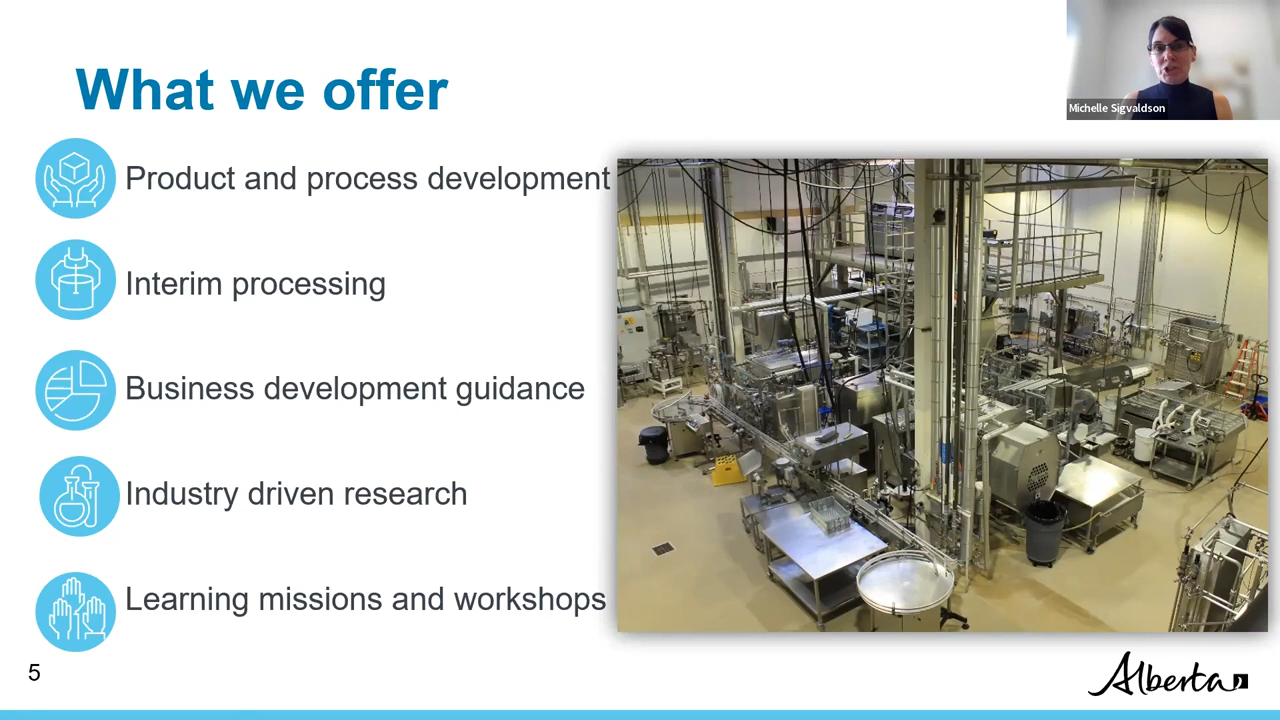 What we offer
Michelle Sigvaldson
Product and process development
Interim processing
Business development guidance
Industry driven research
Learning missions and workshops
5
Alberta